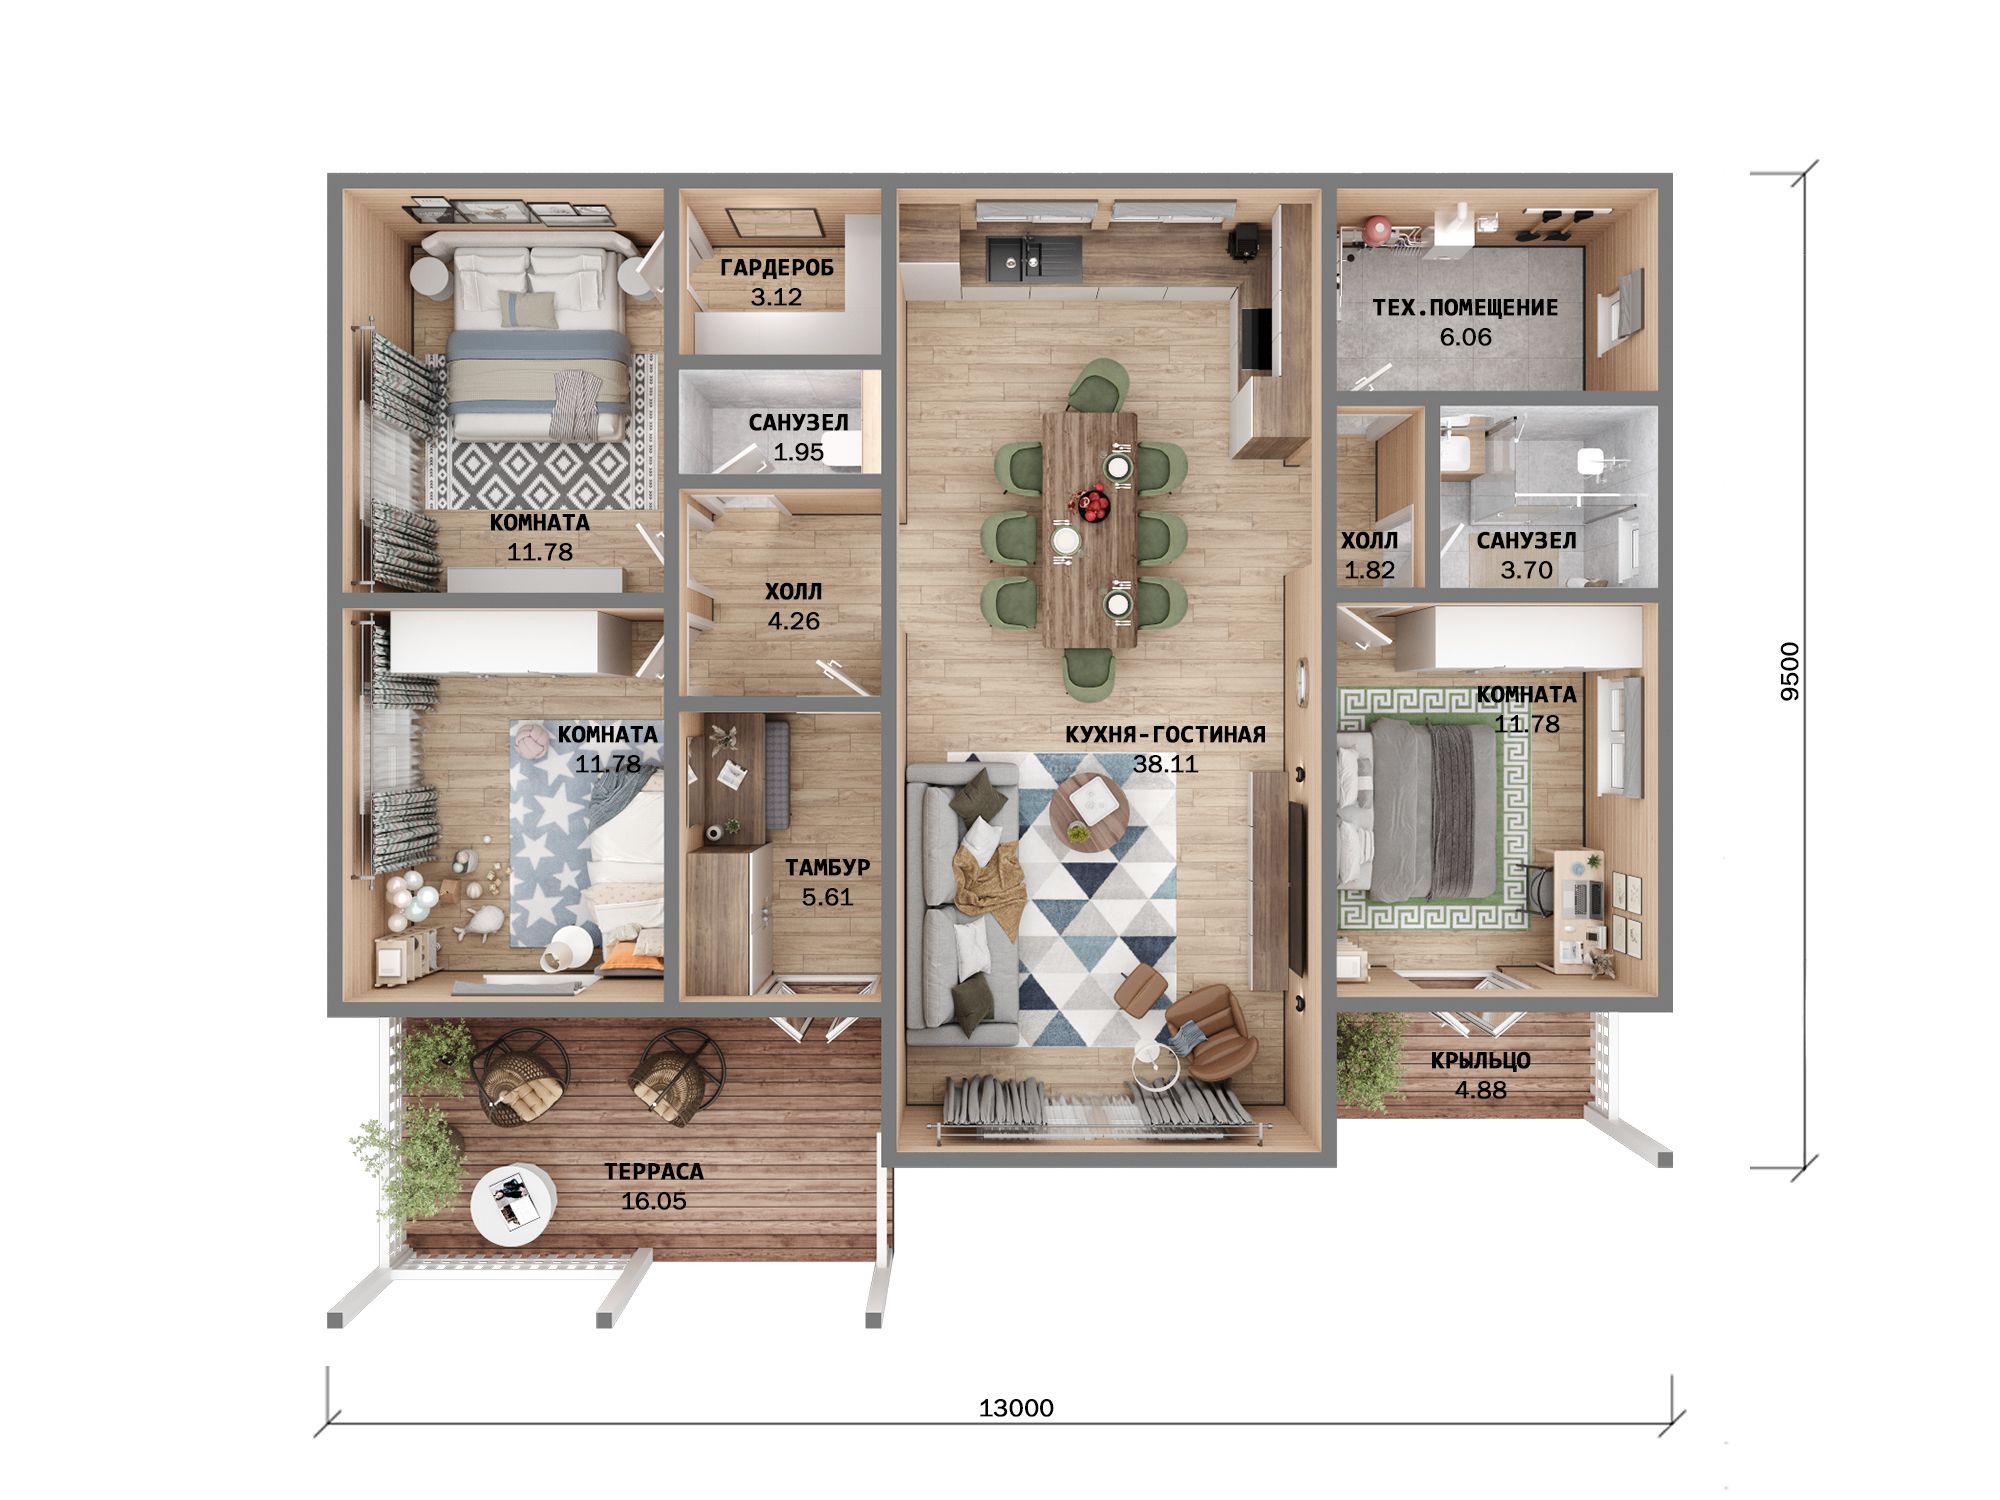 ГАРДЕРОБ
3.12
ТЕХ.ПОМЕЩЕНИЕ
6.06
САНУЗЕЛ
1.95
КОМНАТА
11.78
ХОЛЛ
1.82
САНУЗЕЛ
3.70
ХОЛЛ
4.26
КОМНАТА
11.78
КОМНАТА
11.78
КУХНЯ-ГОСТИНАЯ
38.11
ТАМБУР
5.61
КРЫЛЬЦО
4.88
ТЕРРАСА
16.05
9500
13000